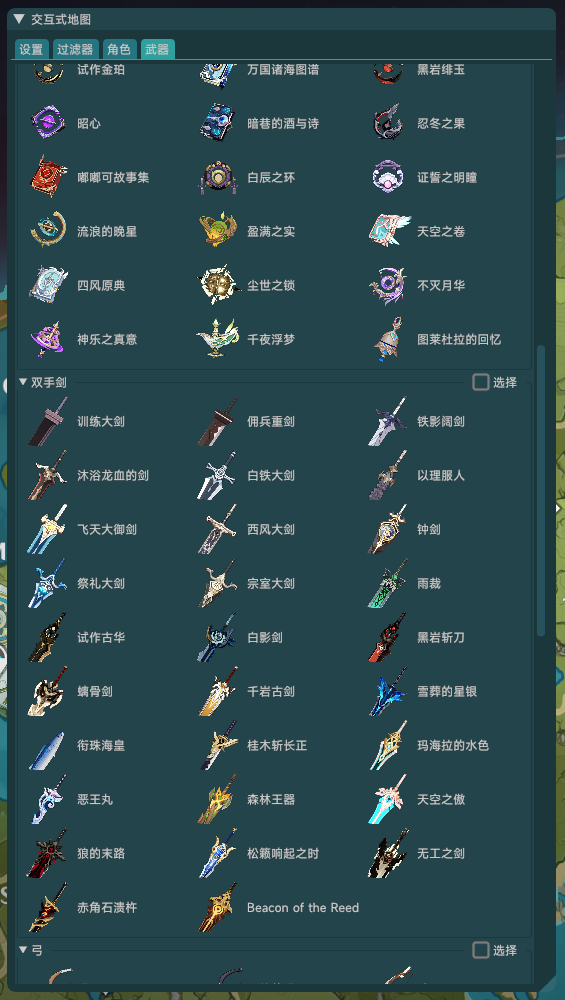 交互式地图
设置 过滤器 角色 武器
试作金珀 万国诸海图谱 黑岩绯玉
昭心 暗巷的酒与诗 忍冬之果
嘟嘟可故事集 白辰之环 证誓之明瞳
流浪的晚星 盈满之实 天空之卷
四风原典 尘世之锁 不灭月华
神乐之真意 千夜浮梦 图莱杜拉的回忆
双手剑 选择
训练大剑 佣兵重剑 铁影阔剑
沐浴龙血的剑 白铁大剑 以理服人
飞天大御剑 西风大剑 钟剑
祭礼大剑 宗室大剑 雨裁
试作古华 白影剑 黑岩斩刀
螭骨剑 千岩古剑 雪葬的星银
衔珠海皇 桂木斩长正 玛海拉的水色
恶王丸 森林王器 天空之傲
狼的末路 松籁响起之时 无工之剑
赤角石溃杵 Beacon of the Reed
弓 选择